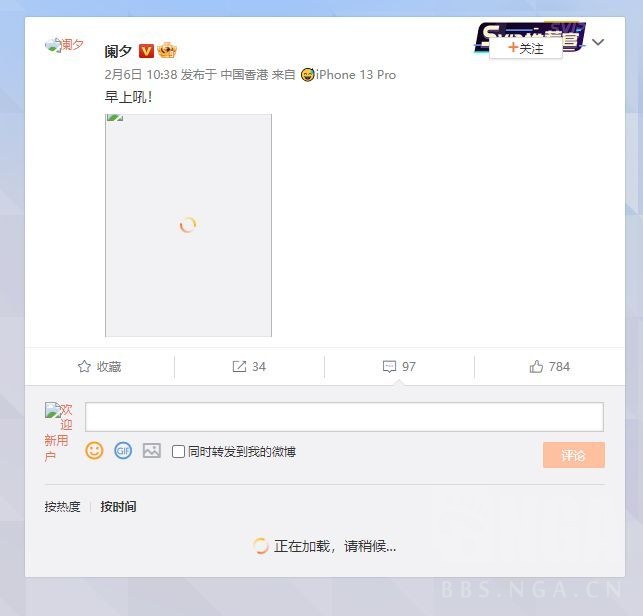 阑夕
阑夕
+关注
2月6日 10:38 发布于 中国香港 来自 iPhone 13 Pro
早上吼!
收藏
34
97
784
欢迎新用户
GIF
同时转发到我的微博
评论
按热度
按时间
正在加载，请稍候...
BBS.NGA.CN